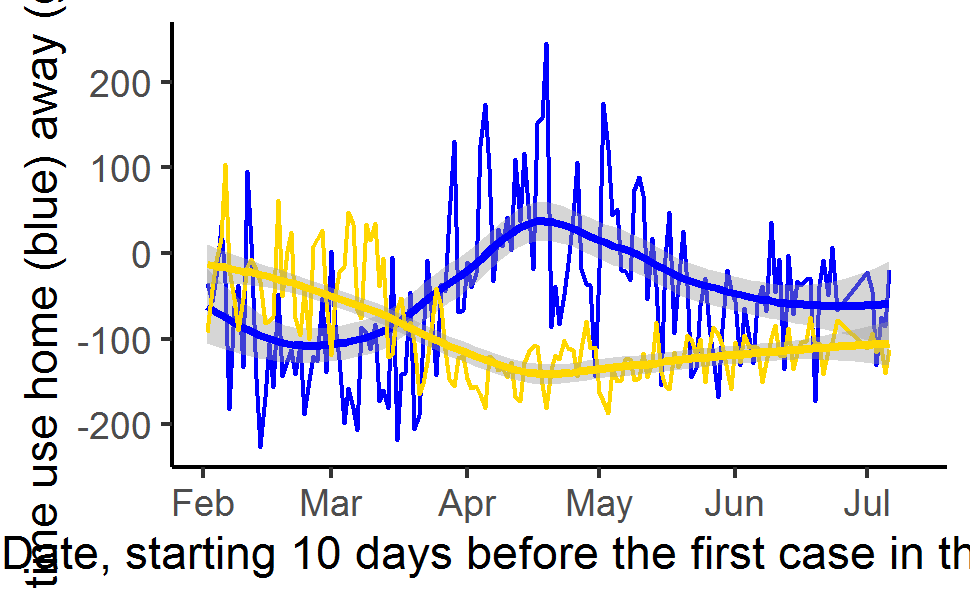 time use home (blue) away (
200
100
0
-100
-200
Feb Mar Apr May Jun Jul
Date, starting 10 days before the first case in th